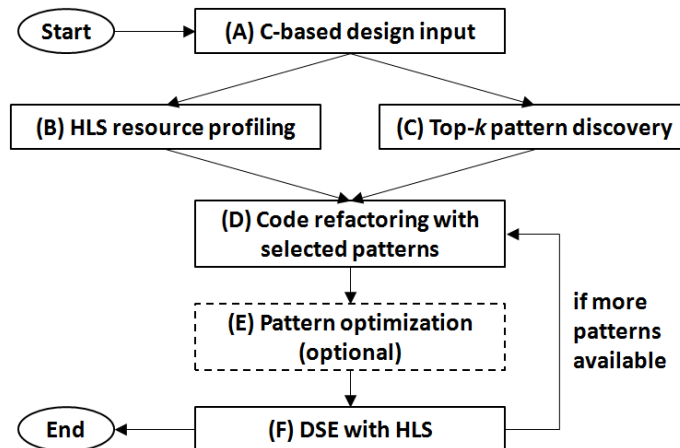 Start
(A) C-based design input
(B) HLS resource profiling
(C) Top-k pattern discovery
(D) Code refactoring with
selected patterns
if more
patterns
available
(E) Pattern optimization
(optional)
End
(F) DSE with HLS